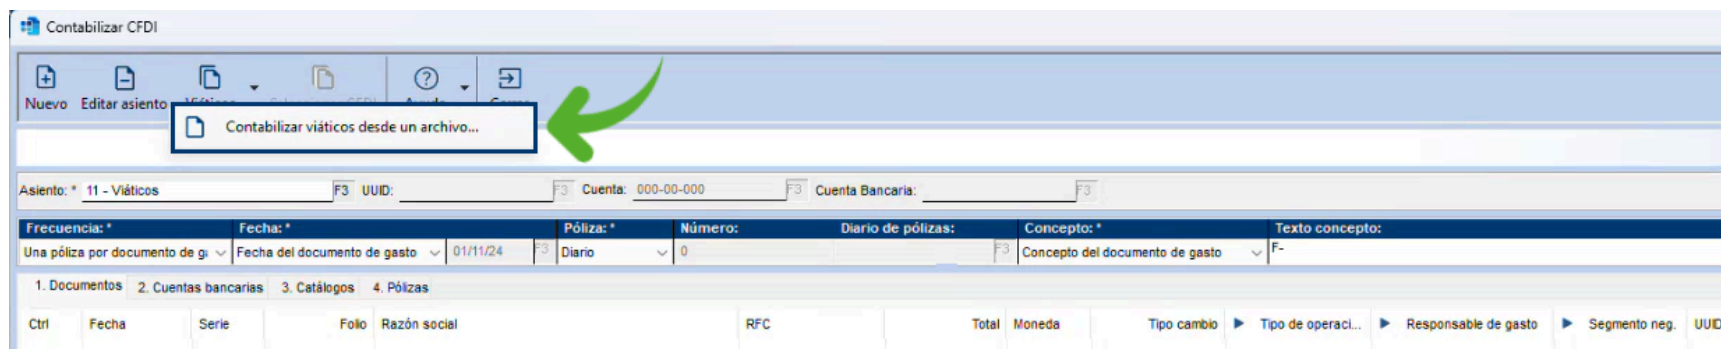 Contabilizar CFDI
Nuevo Editar asiento
Contabilizar viáticos desde un archivo...
Asiento: * 11 - Viáticos F3 UUID: F3 Cuenta: 000-00-000 F3 Cuenta Bancaria: F3
Frecuencia: * Fecha: * Póliza: * Número: Diario de pólizas: Concepto: * Texto concepto:
Una póliza por documento de ga Fecha del documento de gasto 01/11/24 F3 Diario 0 F3 Concepto del documento de gasto F-
1. Documentos 2. Cuentas bancarias 3. Catálogos 4. Pólizas
Ctrl Fecha Serie Folio Razón social RFC Total Moneda Tipo cambio Tipo de operaci... Responsable de gasto Segmento neg. UUID